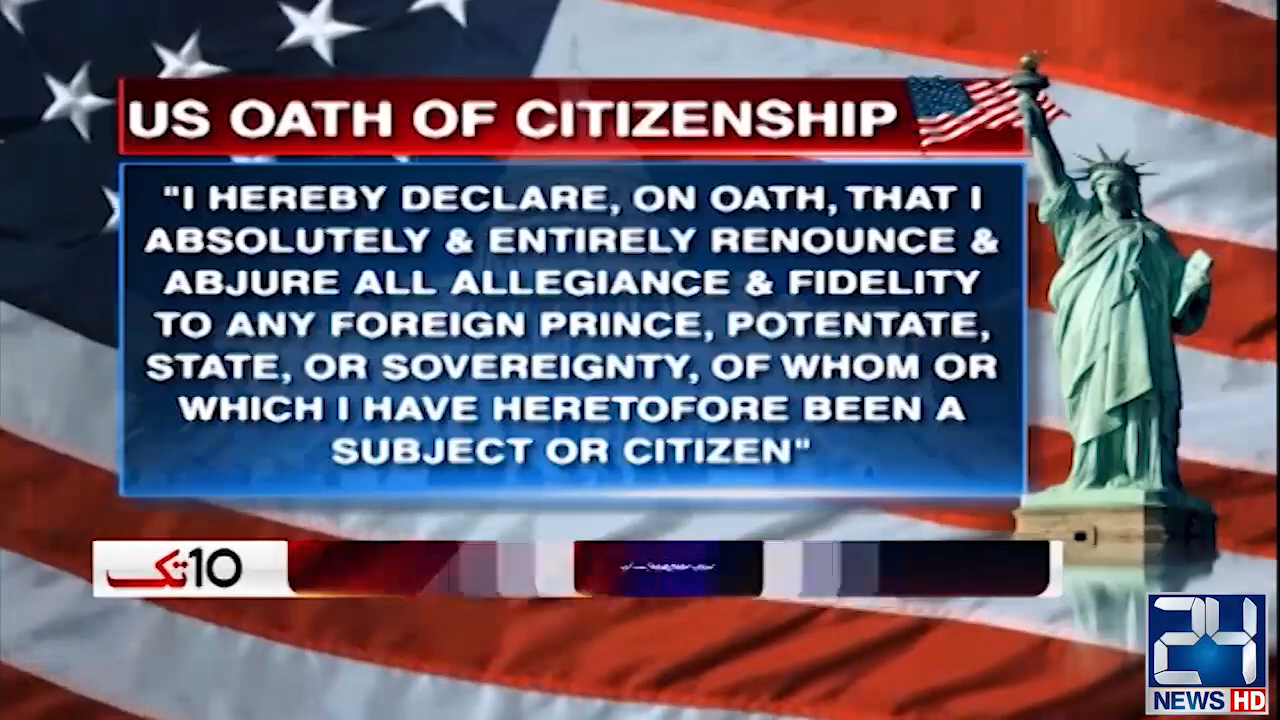 US OATH OF CITIZENSHIP
"I HEREBY DECLARE, ON OATH, THAT I
ABSOLUTELY & ENTIRELY RENOUNCE &
ABJURE ALL ALLEGIANCE & FIDELITY
TO ANY FOREIGN PRINCE, POTENTATE,
STATE, OR SOVEREIGNTY, OF WHOM OR
WHICH I HAVE HERETOFORE BEEN A
SUBJECT OR CITIZEN"
10تک
24
NEWS HD